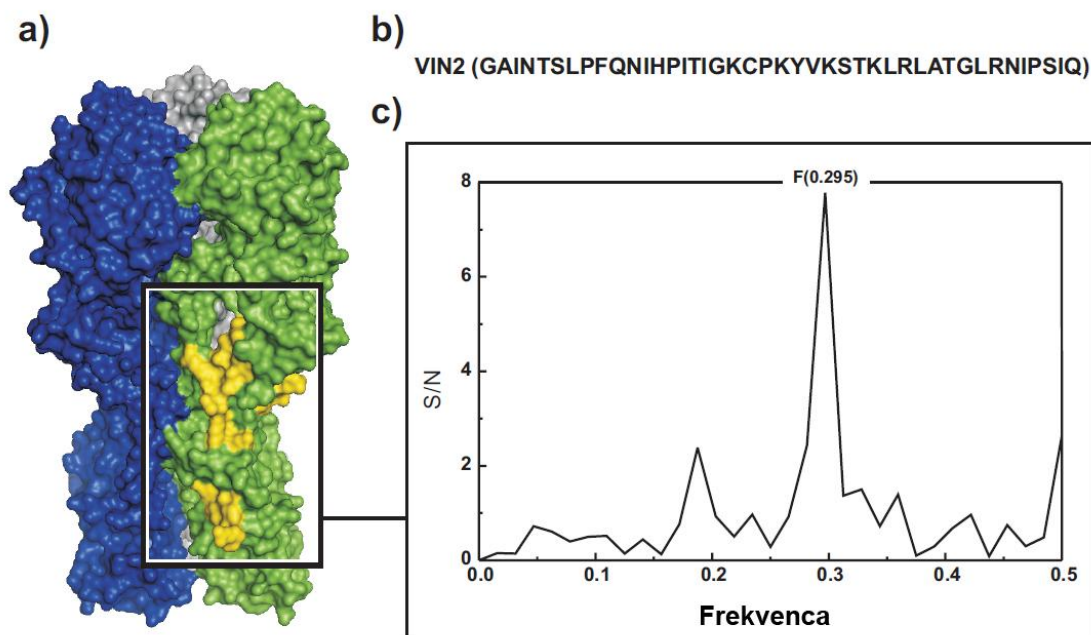 a)
b)
VIN2 (GAINTSLPFQNIHPITIGKCPKYVKSTKLRLATGLRNIPSIQ)
c)
F(0.295)
8
6
4
2
0
S/N
0.0 0.1 0.2 0.3 0.4 0.5
Frekvenca